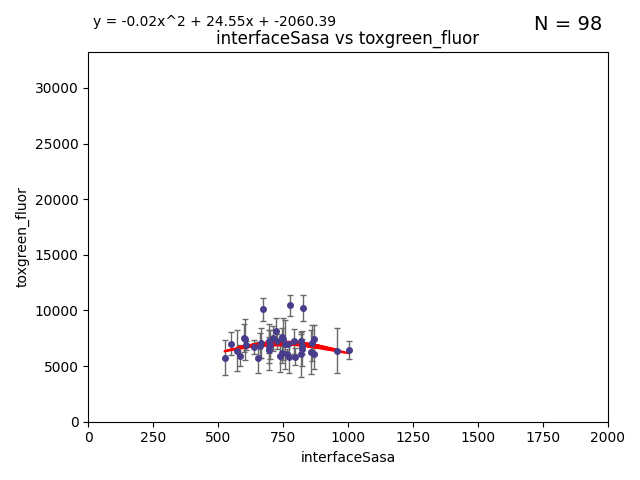 y = -0.02x^2 + 24.55x + -2060.39
N = 98
interfaceSasa vs toxgreen_fluor
30000
25000
20000
15000
10000
5000
0
toxgreen_fluor
0 250 500 750 1000 1250 1500 1750 2000
interfaceSasa